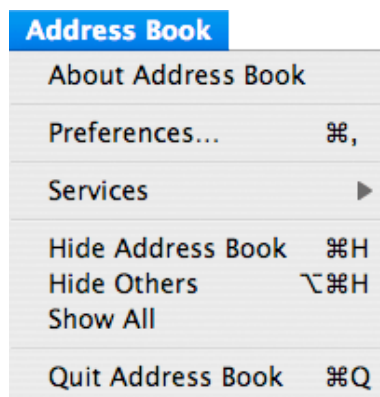 Address Book
About Address Book
Preferences... ⌘,
Services ▶
Hide Address Book ⌘H
Hide Others ⌥⌘H
Show All
Quit Address Book ⌘Q